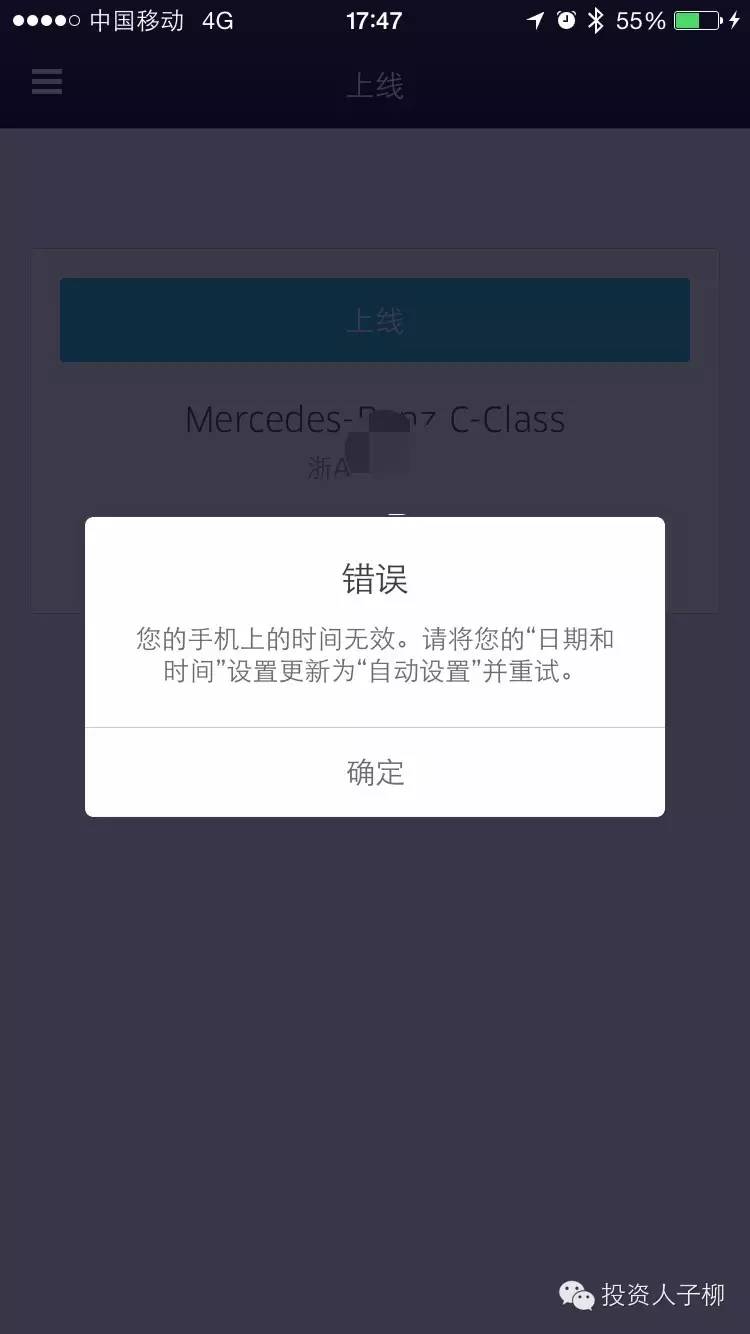 中国移动 4G 17:47 55%
上线
上线
Mercedes-Benz C-Class
浙A
错误
您的手机上的时间无效。请将您的“日期和
时间”设置更新为“自动设置”并重试。
确定
投资人子柳